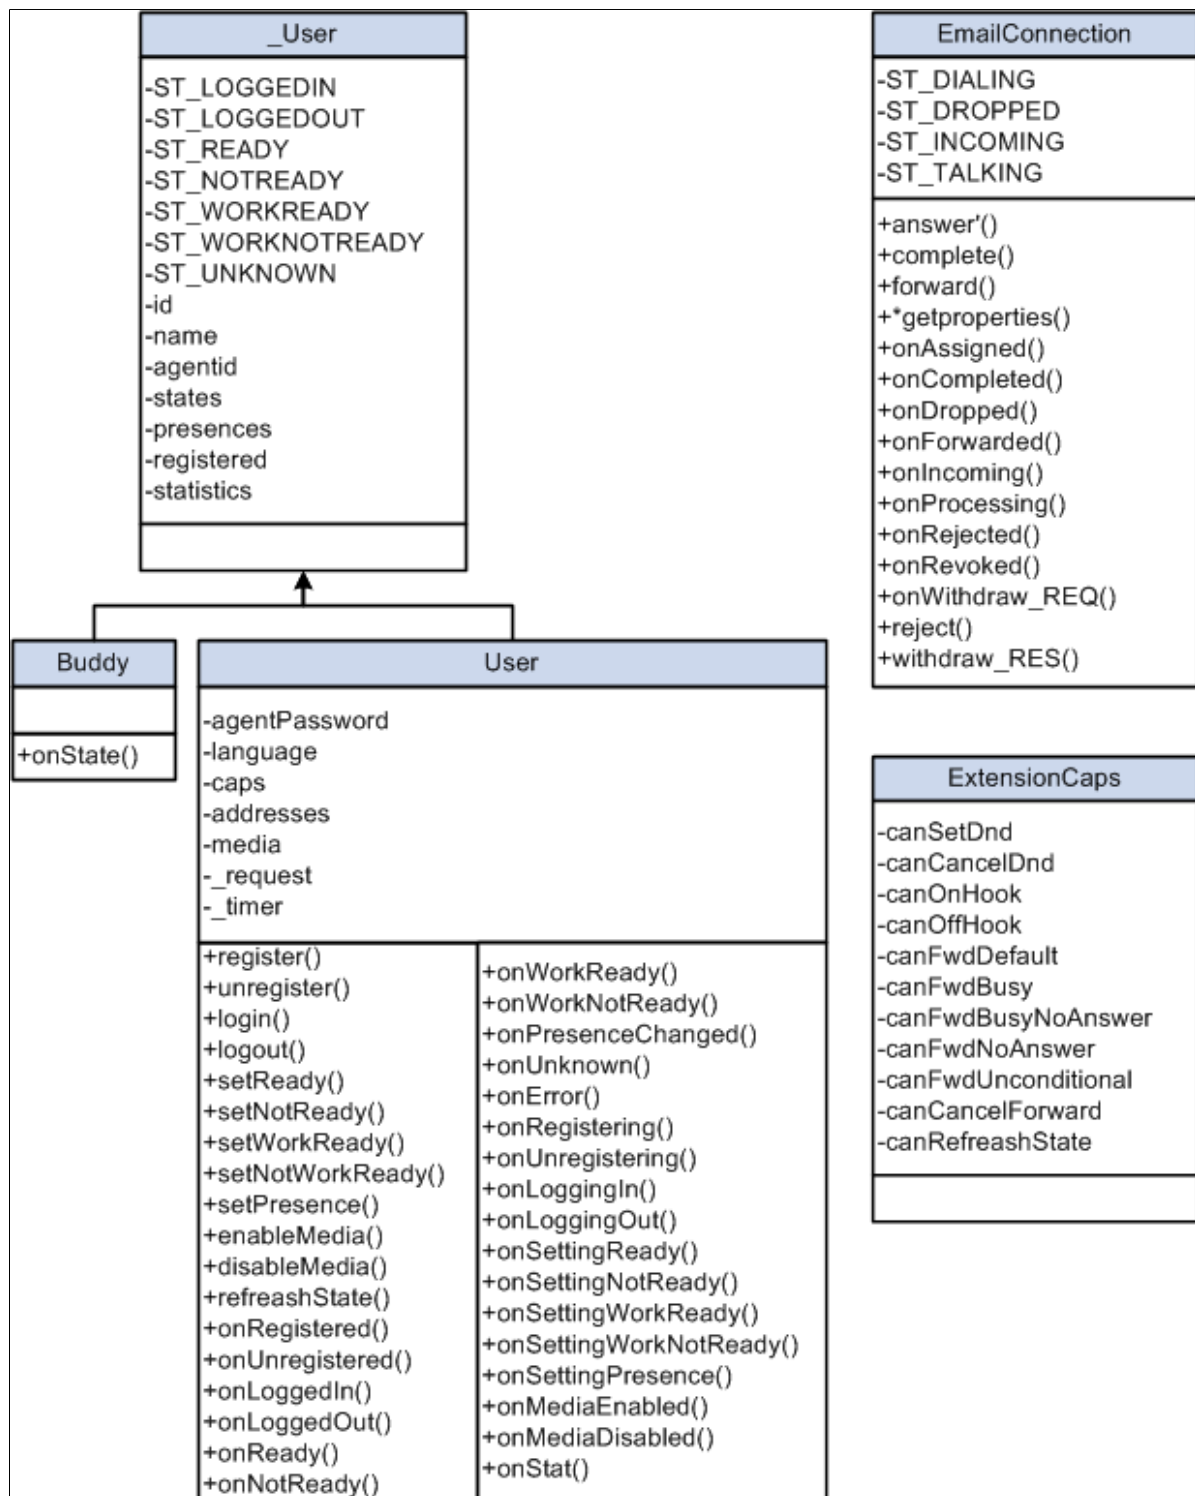 _User
-ST_LOGGEDIN
-ST_LOGGEDOUT
-ST_READY
-ST_NOTREADY
-ST_WORKREADY
-ST_WORKNOTREADY
-ST_UNKNOWN
-id
-name
-agentid
-states
-presences
-registered
-statistics
EmailConnection
-ST_DIALING
-ST_DROPPED
-ST_INCOMING
-ST_TALKING
+answer'()
+complete()
+forward()
+*getproperties()
+onAssigned()
+onCompleted()
+onDropped()
+onForwarded()
+onIncoming()
+onProcessing()
+onRejected()
+onRevoked()
+onWithdraw_REQ()
+reject()
+withdraw_RES()
Buddy
+onState()
User
-agentPassword
-language
-caps
-addresses
-media
-_request
-_timer
+register()
+unregister()
+login()
+logout()
+setReady()
+setNotReady()
+setWorkReady()
+setNotWorkReady()
+setPresence()
+enableMedia()
+disableMedia()
+refreashState()
+onRegistered()
+onUnregistered()
+onLoggedIn()
+onLoggedOut()
+onReady()
+onNotReady()
+onWorkReady()
+onWorkNotReady()
+onPresenceChanged()
+onUnknown()
+onError()
+onRegistering()
+onUnregistering()
+onLoggingIn()
+onLoggingOut()
+onSettingReady()
+onSettingNotReady()
+onSettingWorkReady()
+onSettingWorkNotReady()
+onSettingPresence()
+onMediaEnabled()
+onMediaDisabled()
+onStat()
ExtensionCaps
-canSetDnd
-canCancelDnd
-canOnHook
-canOffHook
-canFwdDefault
-canFwdBusy
-canFwdBusyNoAnswer
-canFwdNoAnswer
-canFwdUnconditional
-canCancelForward
-canRefreashState